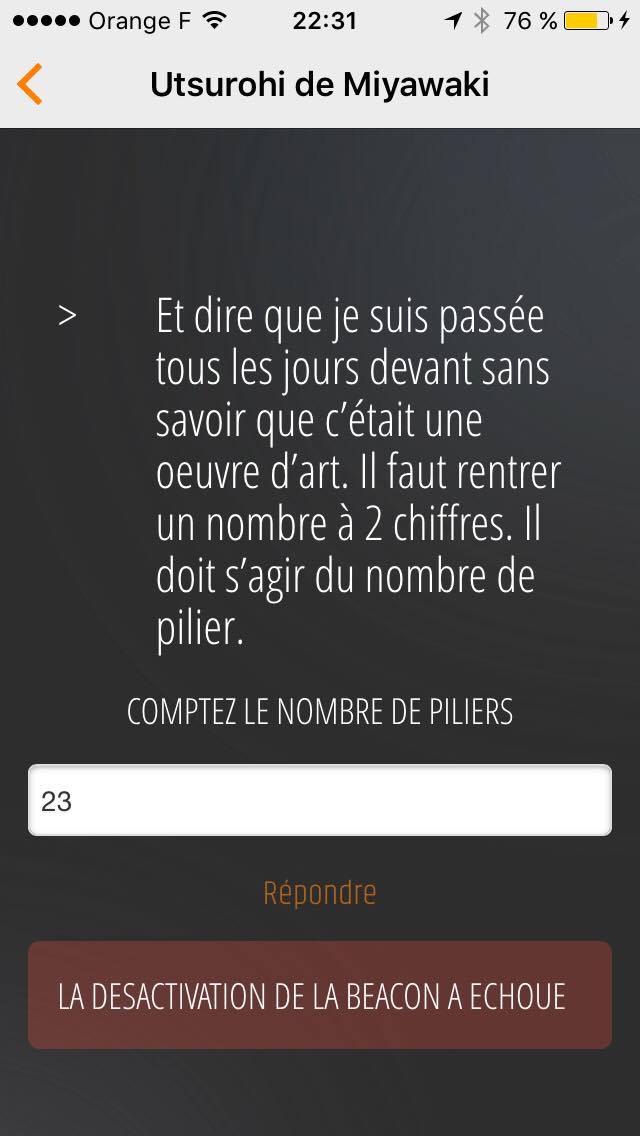 Orange F 22:31 76 %
Utsurohi de Miyawaki
> Et dire que je suis passée
tous les jours devant sans
savoir que c’était une
oeuvre d’art. Il faut rentrer
un nombre à 2 chiffres. Il
doit s’agir du nombre de
pilier.
COMPTEZ LE NOMBRE DE PILIERS
23
Répondre
LA DESACTIVATION DE LA BEACON A ECHOUE